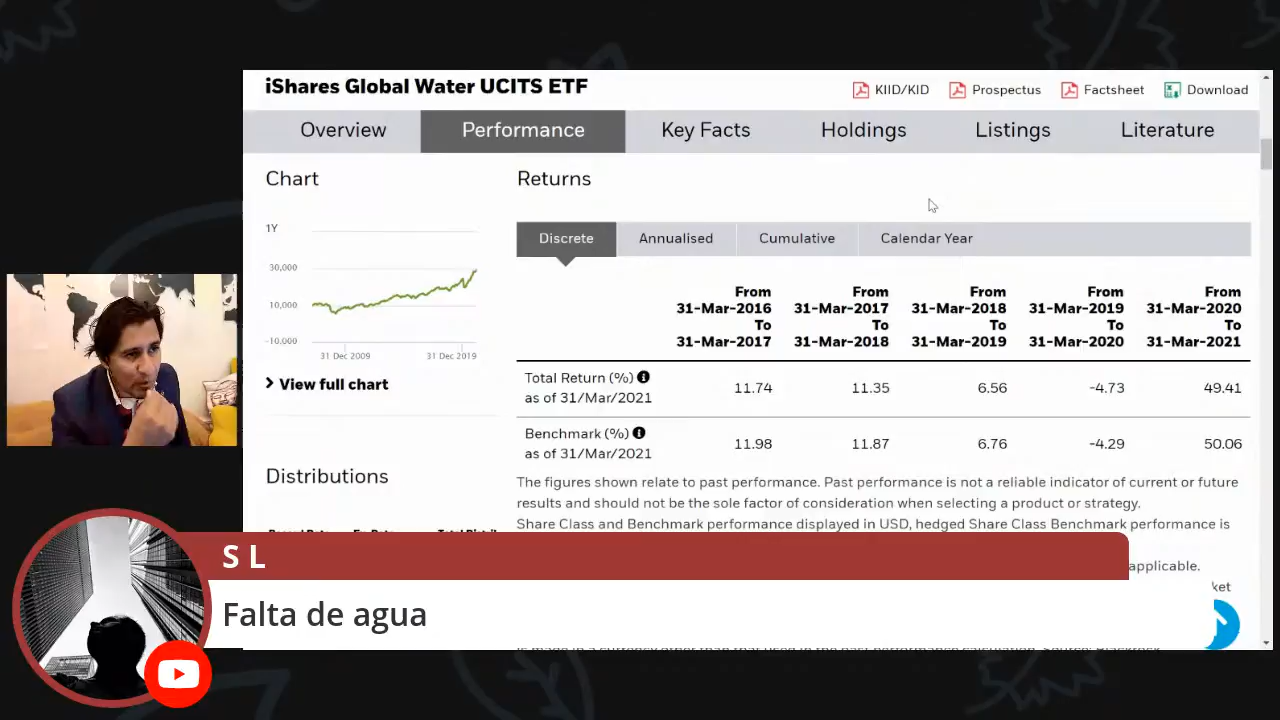 iShares Global Water UCITS ETF
KIID/KID
Prospectus
Factsheet
Download
Overview
Performance
Key Facts
Holdings
Listings
Literature
Chart
1Y
30,000
10,000
-10,000
31 Dec 2009
31 Dec 2019
View full chart
Distributions
Returns
Discrete
Annualised
Cumulative
Calendar Year
From 31-Mar-2016 To 31-Mar-2017
From 31-Mar-2017 To 31-Mar-2018
From 31-Mar-2018 To 31-Mar-2019
From 31-Mar-2019 To 31-Mar-2020
From 31-Mar-2020 To 31-Mar-2021
Total Return (%)
as of 31/Mar/2021
11.74 11.35 6.56 -4.73 49.41
Benchmark (%)
as of 31/Mar/2021
11.98 11.87 6.76 -4.29 50.06
The figures shown relate to past performance. Past performance is not a reliable indicator of current or future
results and should not be the sole factor of consideration when selecting a product or strategy.
Share Class and Benchmark performance displayed in USD, hedged Share Class Benchmark performance is
applicable.
S L
Falta de agua